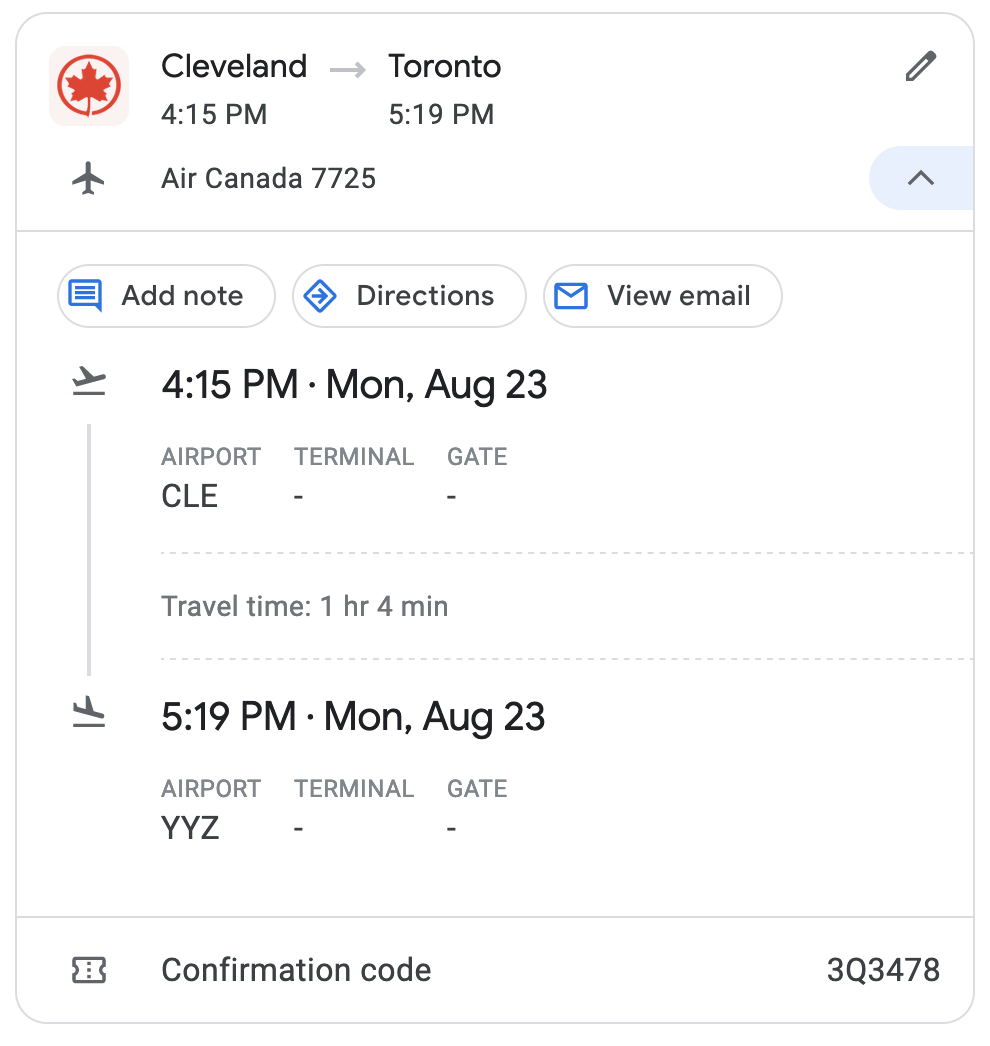 Cleveland → Toronto
4:15 PM 5:19 PM
Air Canada 7725
Add note Directions View email
4:15 PM · Mon, Aug 23
AIRPORT TERMINAL GATE
CLE - -
Travel time: 1 hr 4 min
5:19 PM · Mon, Aug 23
AIRPORT TERMINAL GATE
YYZ - -
Confirmation code 3Q3478